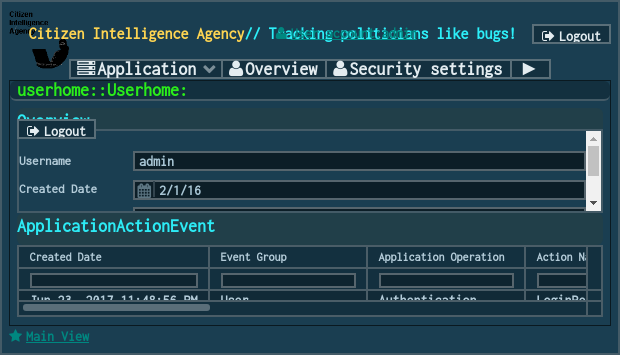 Citizen
Intelligence
Agency
Citizen Intelligence Agency// Tracking politicians like bugs!
Logout
Application
Overview
Security settings
userhome::Userhome:
Overview
Logout
Username
admin
Created Date
2/1/16
ApplicationActionEvent
Created Date Event Group Application Operation Action Na
Jun 23, 2017 11:48:56 PM User Authentication LoginRe
Main View